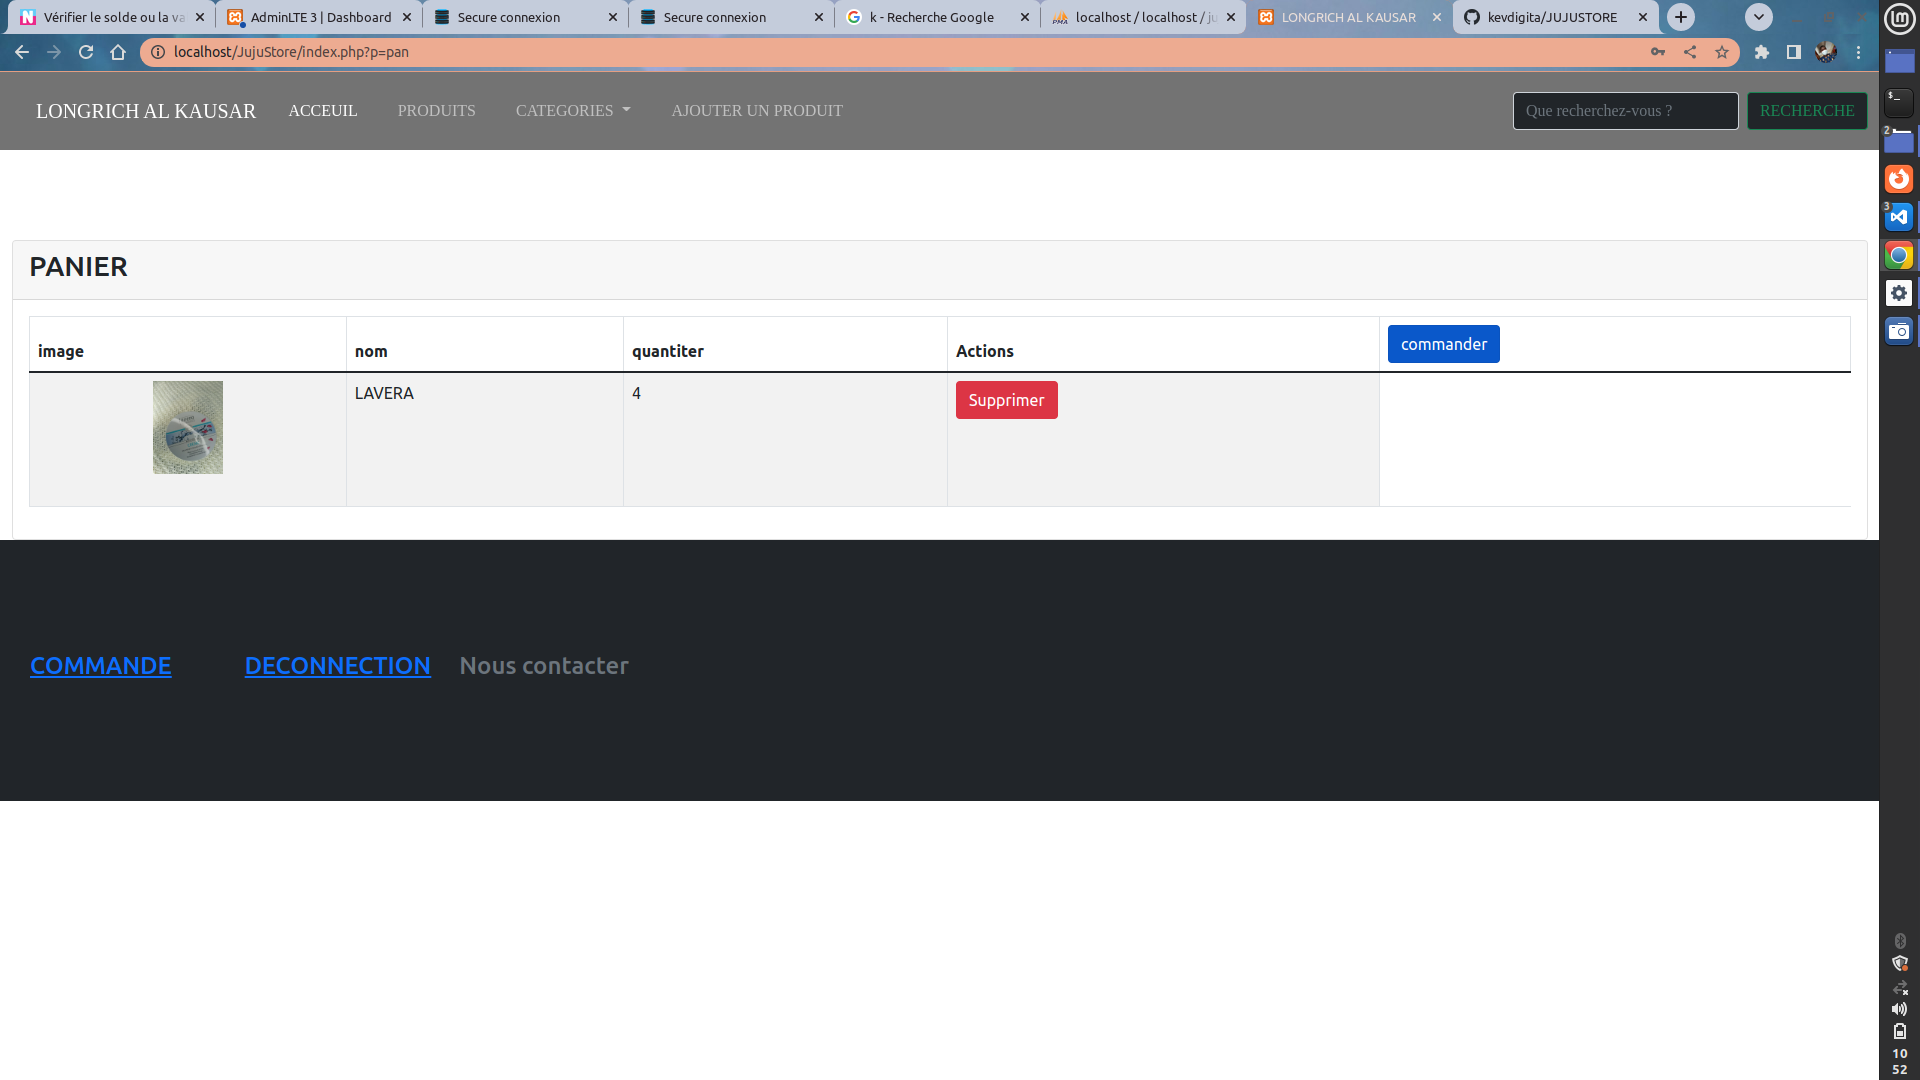 Vérifier le solde ou la va
AdminLTE 3 | Dashboard
Secure connexion
Secure connexion
k - Recherche Google
localhost / localhost / ju
LONGRICH AL KAUSAR
kevdigita/JUJUSTORE
localhost/JujuStore/index.php?p=pan
LONGRICH AL KAUSAR
ACCEUIL
PRODUITS
CATEGORIES
AJOUTER UN PRODUIT
Que recherchez-vous ?
RECHERCHE
PANIER
image
nom
quantiter
Actions
commander
LAVERA
4
Supprimer
COMMANDE
DECONNECTION
Nous contacter
2
3
10
52